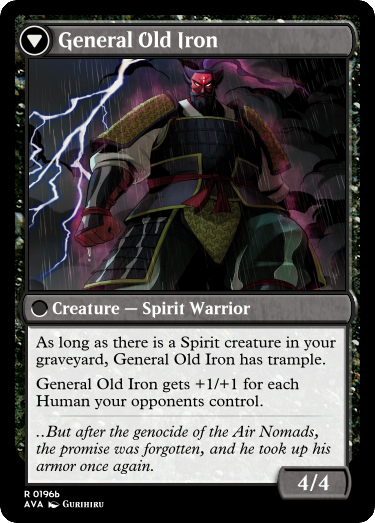 General Old Iron
Creature — Spirit Warrior
As long as there is a Spirit creature in your
graveyard, General Old Iron has trample.
General Old Iron gets +1/+1 for each
Human your opponents control.
..But after the genocide of the Air Nomads,
the promise was forgotten, and he took up his
armor once again.
4/4
R 0196b
AVA Gurihiru